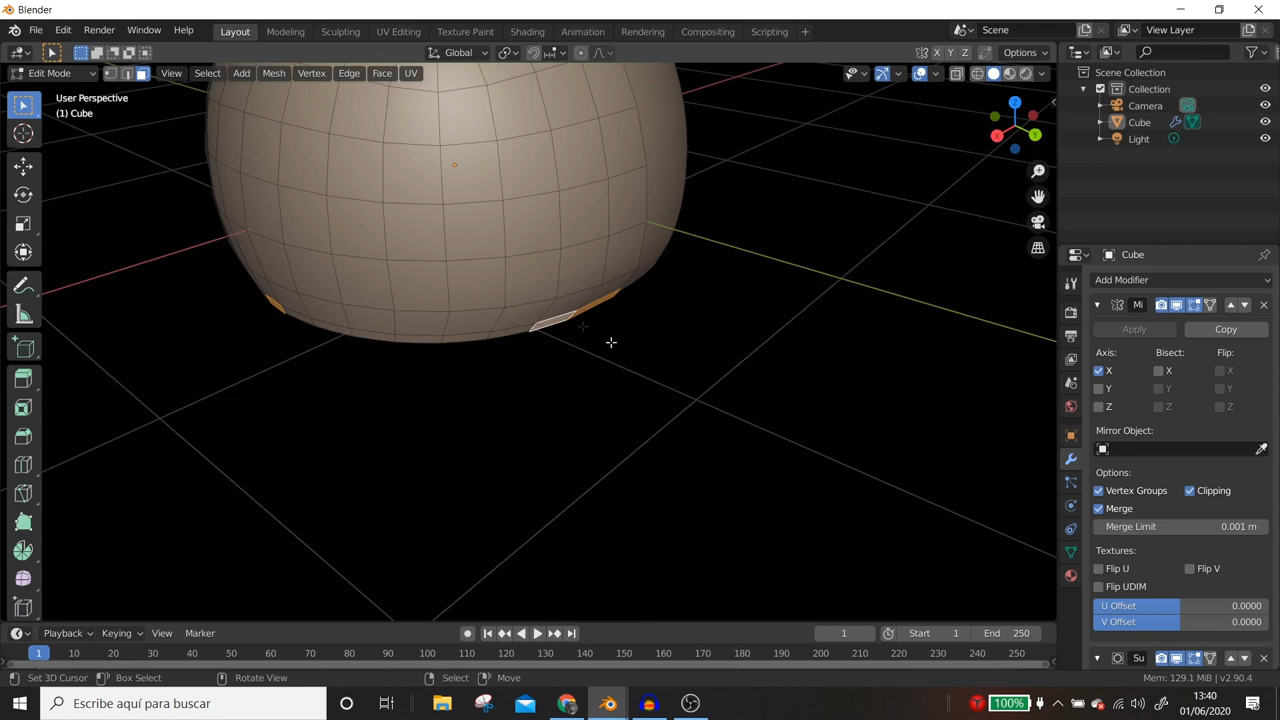 Blender
File Edit Render Window Help
Layout Modeling Sculpting UV Editing Texture Paint Shading Animation Rendering Compositing Scripting +
Scene View Layer
Global X Y Z Options
Edit Mode View Select Add Mesh Vertex Edge Face UV
User Perspective
(1) Cube
Z
X Y
Scene Collection
Collection
Camera
Cube
Light
Cube
Add Modifier
Mi
Apply Copy
Axis: Bisect: Flip:
X X X
Y Y Y
Z Z Z
Mirror Object:
Options:
Vertex Groups Clipping
Merge
Merge Limit 0.001 m
Textures:
Flip U Flip V
Flip UDIM
U Offset 0.0000
V Offset 0.0000
Su
Playback Keying View Marker 1 Start 1 End 250
1 10 20 30 40 50 60 70 80 90 100 110 120 130 140 150 160 170 180 190 200 210 220 230 240 250
Set 3D Cursor Box Select Rotate View Select Move Mem: 129.1 MiB | v2.90.4
Escribe aquí para buscar 100% 13:40
01/06/2020